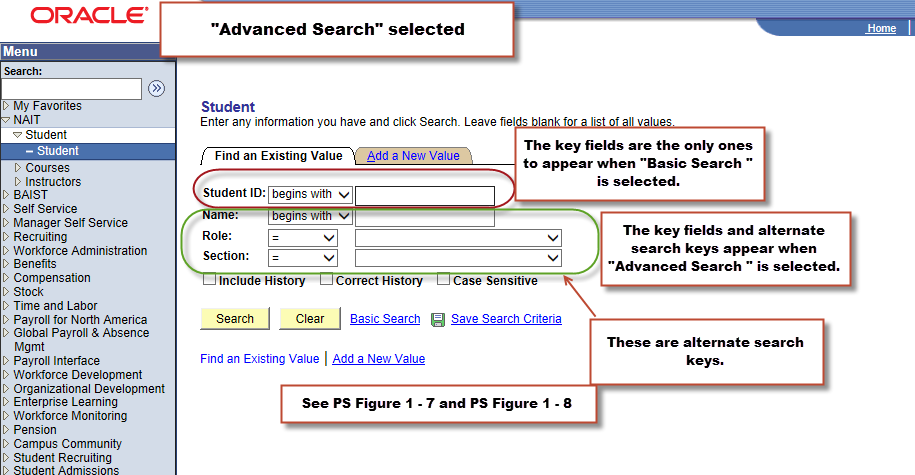 ORACLE®
"Advanced Search" selected
Home
Menu
Search:
My Favorites
NAIT
Student
Student
Courses
Instructors
BAIST
Self Service
Manager Self Service
Recruiting
Workforce Administration
Benefits
Compensation
Stock
Time and Labor
Payroll for North America
Global Payroll & Absence
Mgmt
Payroll Interface
Workforce Development
Organizational Development
Enterprise Learning
Workforce Monitoring
Pension
Campus Community
Student Recruiting
Student Admissions
Student
Enter any information you have and click Search. Leave fields blank for a list of all values.
Find an Existing Value
Add a New Value
The key fields are the only ones
to appear when "Basic Search "
is selected.
Student ID: begins with
Name: begins with
Role: =
Section: =
The key fields and alternate
search keys appear when
"Advanced Search " is selected.
Include History Correct History Case Sensitive
Search Clear Basic Search Save Search Criteria
These are alternate search
keys.
Find an Existing Value | Add a New Value
See PS Figure 1 - 7 and PS Figure 1 - 8